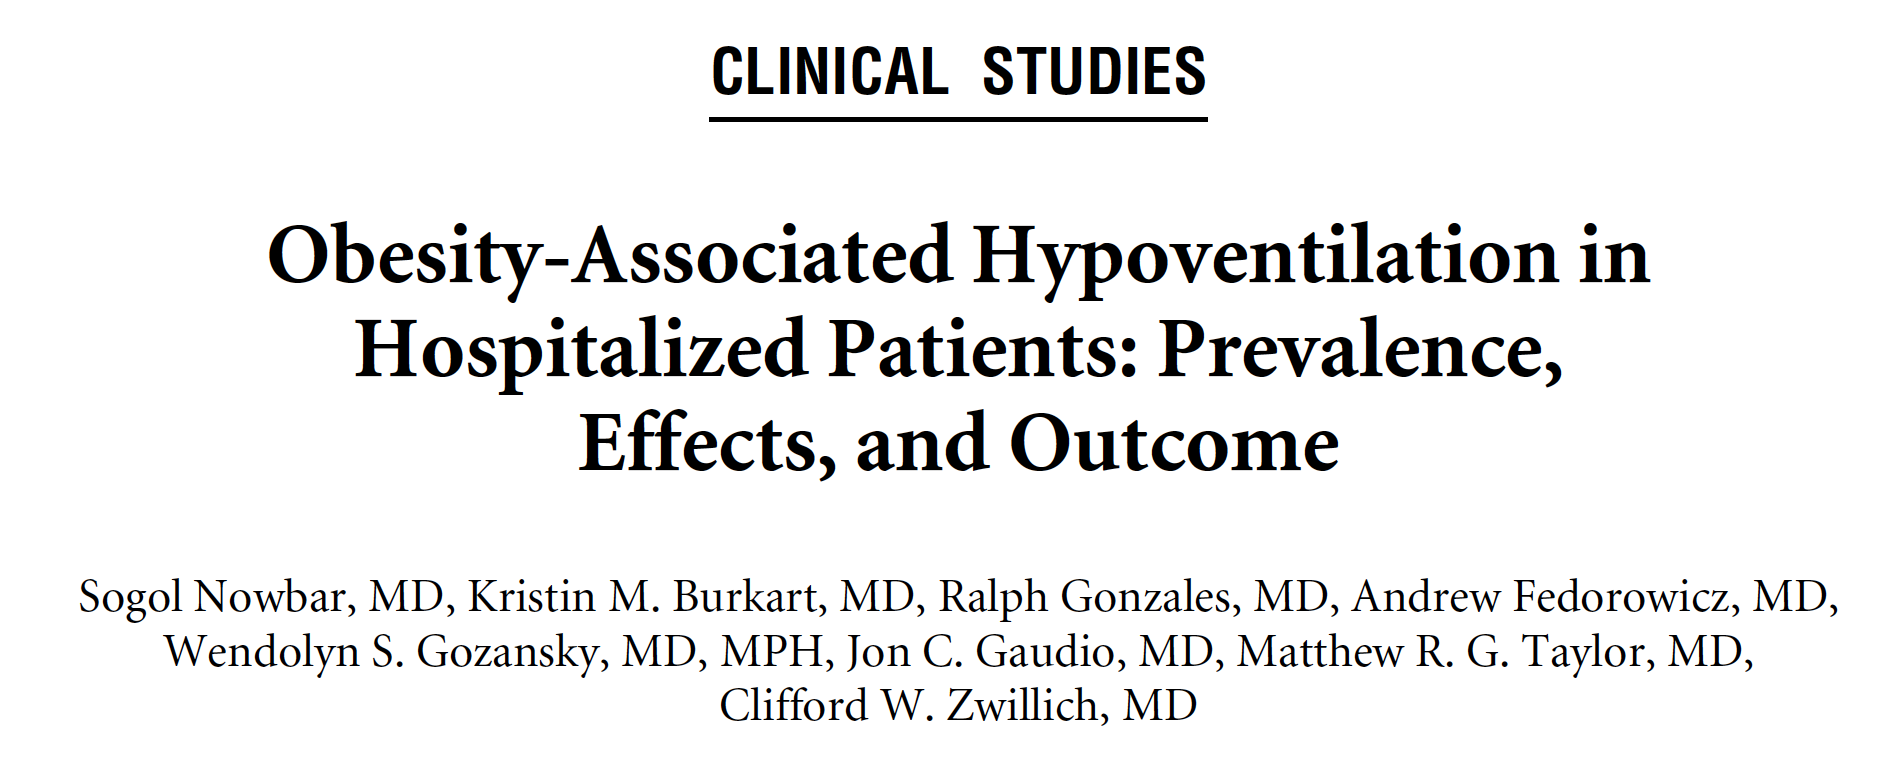 CLINICAL STUDIES
Obesity-Associated Hypoventilation in
Hospitalized Patients: Prevalence,
Effects, and Outcome
Sogol Nowbar, MD, Kristin M. Burkart, MD, Ralph Gonzales, MD, Andrew Fedorowicz, MD,
Wendolyn S. Gozansky, MD, MPH, Jon C. Gaudio, MD, Matthew R. G. Taylor, MD,
Clifford W. Zwillich, MD